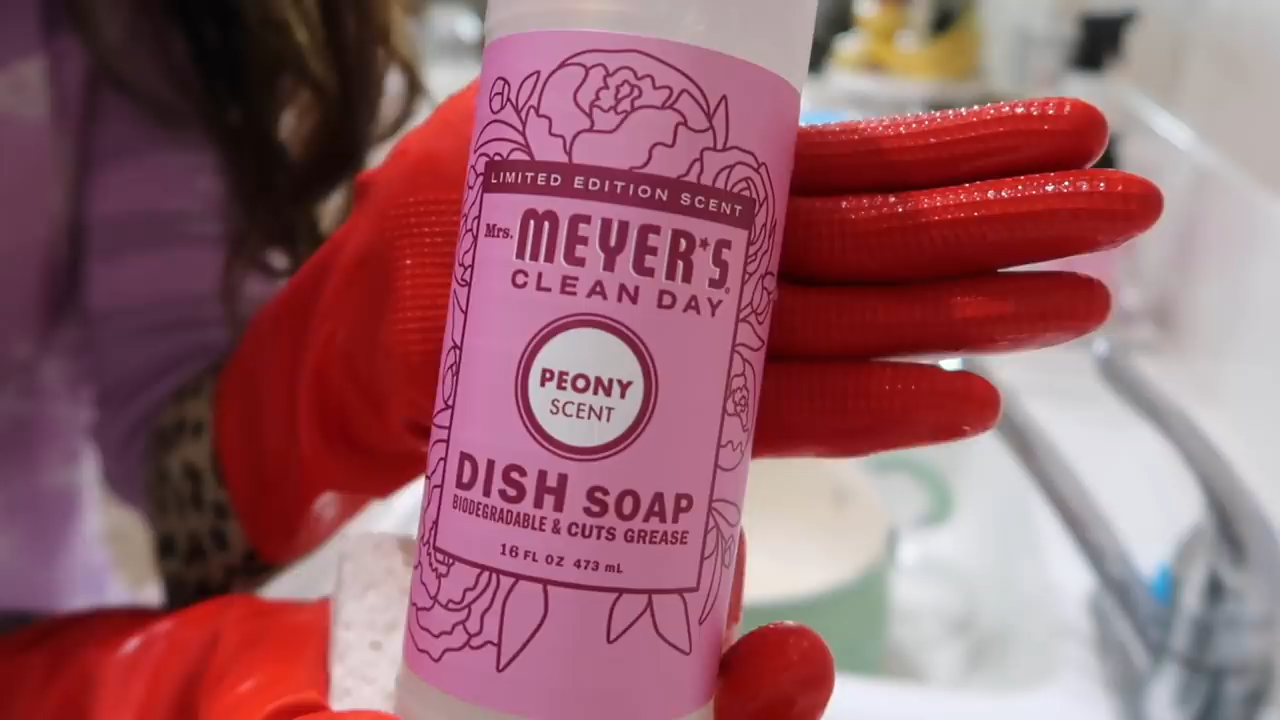 LIMITED EDITION SCENT
Mrs. MEYER'S®
CLEAN DAY
PEONY
SCENT
DISH SOAP
BIODEGRADABLE & CUTS GREASE
16 FL OZ 473 mL